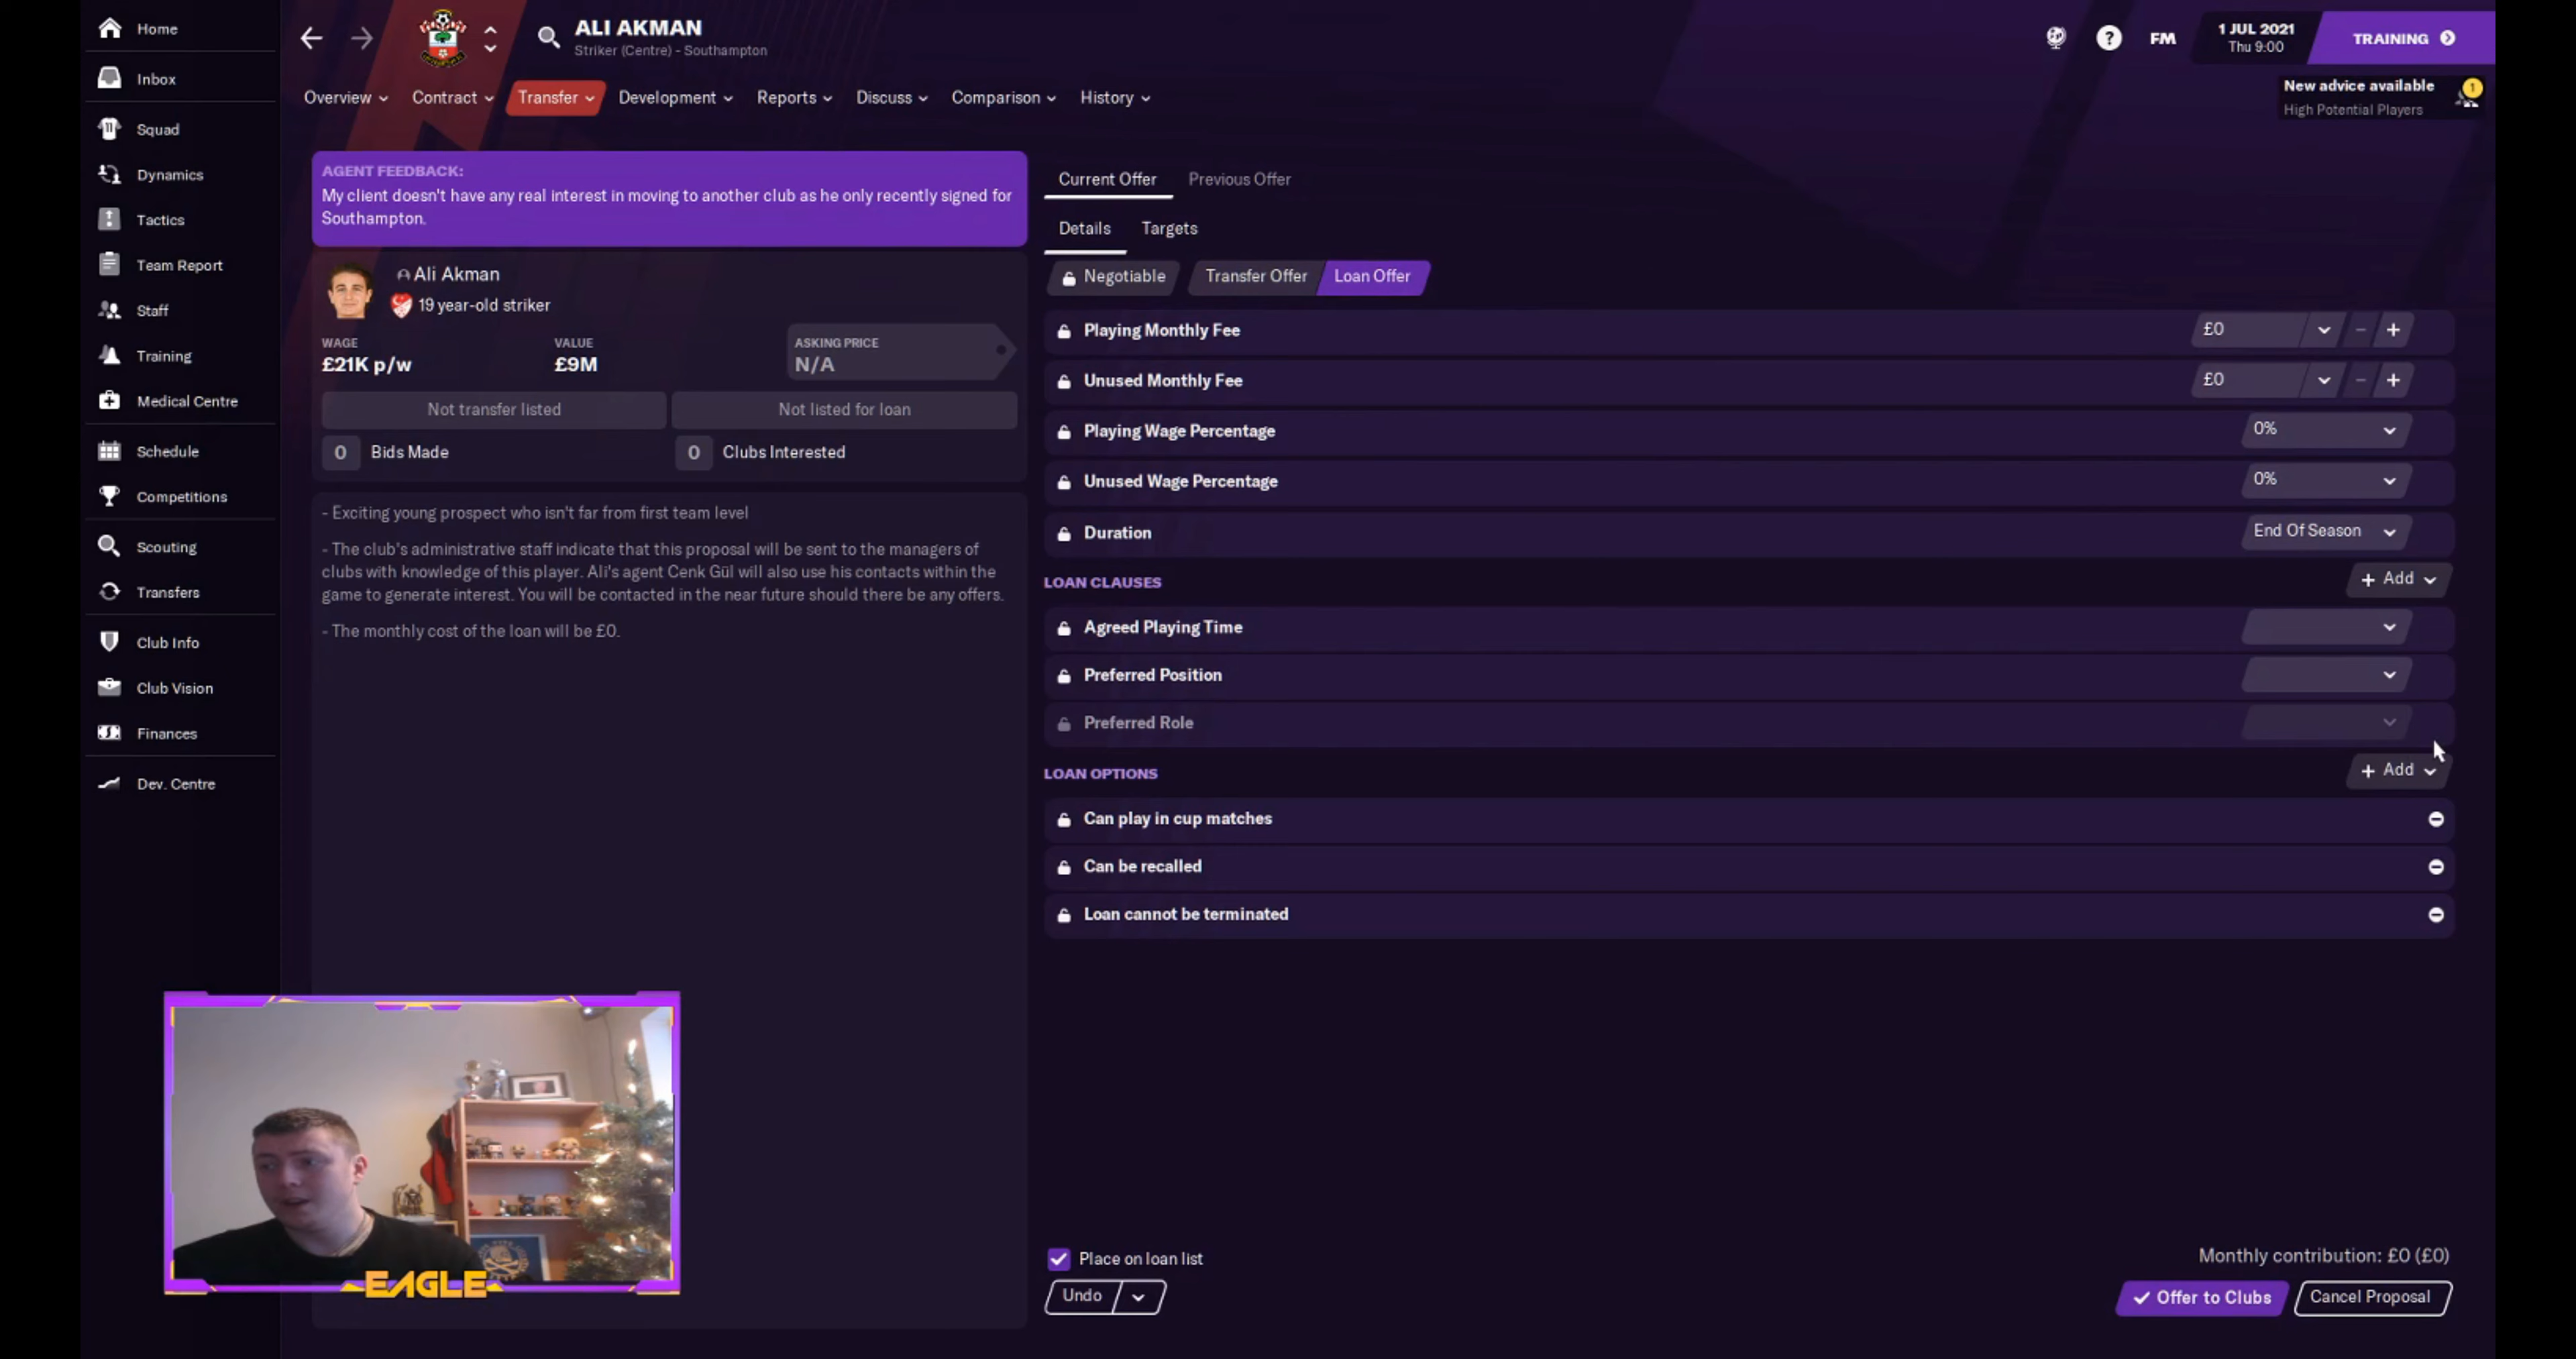 Home
Inbox
Squad
Dynamics
Tactics
Team Report
Staff
Training
Medical Centre
Schedule
Competitions
Scouting
Transfers
Club Info
Club Vision
Finances
Dev. Centre
ALI AKMAN
Striker (Centre) - Southampton
FM
1 JUL 2021
Thu 9:00
TRAINING
Overview
Contract
Transfer
Development
Reports
Discuss
Comparison
History
New advice available
High Potential Players
1
AGENT FEEDBACK:
My client doesn't have any real interest in moving to another club as he only recently signed for
Southampton.
Ali Akman
19 year-old striker
WAGE
£21K p/w
VALUE
£9M
ASKING PRICE
N/A
Not transfer listed
Not listed for loan
0 Bids Made
0 Clubs Interested
- Exciting young prospect who isn't far from first team level
- The club's administrative staff indicate that this proposal will be sent to the managers of
clubs with knowledge of this player. Ali's agent Cenk Gül will also use his contacts within the
game to generate interest. You will be contacted in the near future should there be any offers.
- The monthly cost of the loan will be £0.
EAGLE
Current Offer
Previous Offer
Details
Targets
Negotiable
Transfer Offer
Loan Offer
Playing Monthly Fee £0
Unused Monthly Fee £0
Playing Wage Percentage 0%
Unused Wage Percentage 0%
Duration End Of Season
LOAN CLAUSES + Add
Agreed Playing Time
Preferred Position
Preferred Role
LOAN OPTIONS + Add
Can play in cup matches
Can be recalled
Loan cannot be terminated
Place on loan list
Undo
Monthly contribution: £0 (£0)
Offer to Clubs
Cancel Proposal